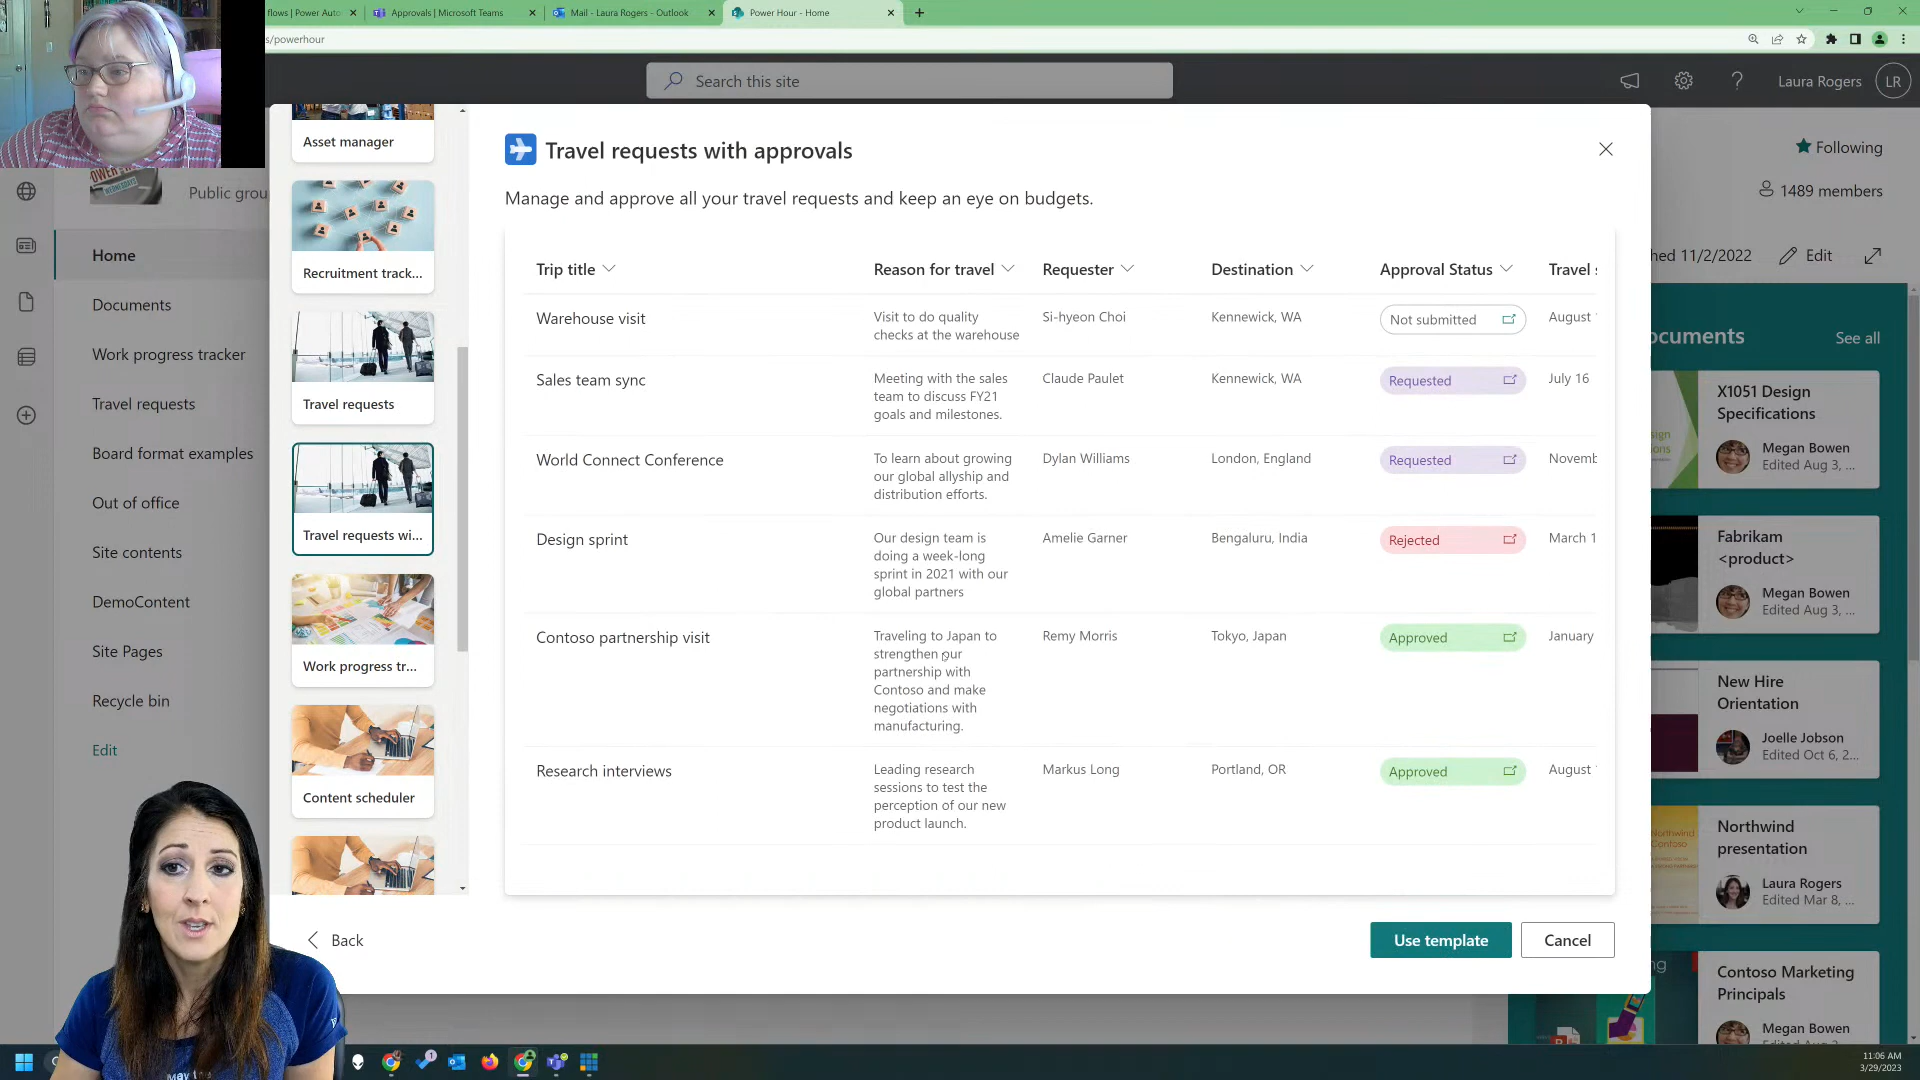 flows | Power Auto
Approvals | Microsoft Teams
Mail - Laura Rogers - Outlook
Power Hour - Home
s/powerhour
Search this site
Laura Rogers
LR
Public grou
Following
1489 members
hed 11/2/2022
Edit
Home
Documents
Work progress tracker
Travel requests
Board format examples
Out of office
Site contents
DemoContent
Site Pages
Recycle bin
Edit
Asset manager
Recruitment track...
Travel requests
Travel requests wi...
Work progress tr...
Content scheduler
Travel requests with approvals
Manage and approve all your travel requests and keep an eye on budgets.
Trip title Reason for travel Requester Destination Approval Status Travel s
Warehouse visit Visit to do quality Si-hyeon Choi Kennewick, WA Not submitted August
checks at the warehouse
Sales team sync Meeting with the sales Claude Paulet Kennewick, WA Requested July 16
team to discuss FY21
goals and milestones.
World Connect Conference To learn about growing Dylan Williams London, England Requested Novemb
our global allyship and
distribution efforts.
Design sprint Our design team is Amelie Garner Bengaluru, India Rejected March 1
doing a week-long
sprint in 2021 with our
global partners
Contoso partnership visit Traveling to Japan to Remy Morris Tokyo, Japan Approved January
strengthen our
partnership with
Contoso and make
negotiations with
manufacturing.
Research interviews Leading research Markus Long Portland, OR Approved August
sessions to test the
perception of our new
product launch.
Back
Use template
Cancel
ocuments
See all
X1051 Design
Specifications
Megan Bowen
Edited Aug 3, ...
Fabrikam
<product>
Megan Bowen
Edited Aug 3, ...
New Hire
Orientation
Joelle Jobson
Edited Oct 6, 2...
Northwind
presentation
Laura Rogers
Edited Mar 8, ...
Contoso Marketing
Principals
Megan Bowen
11:06 AM
3/29/2023